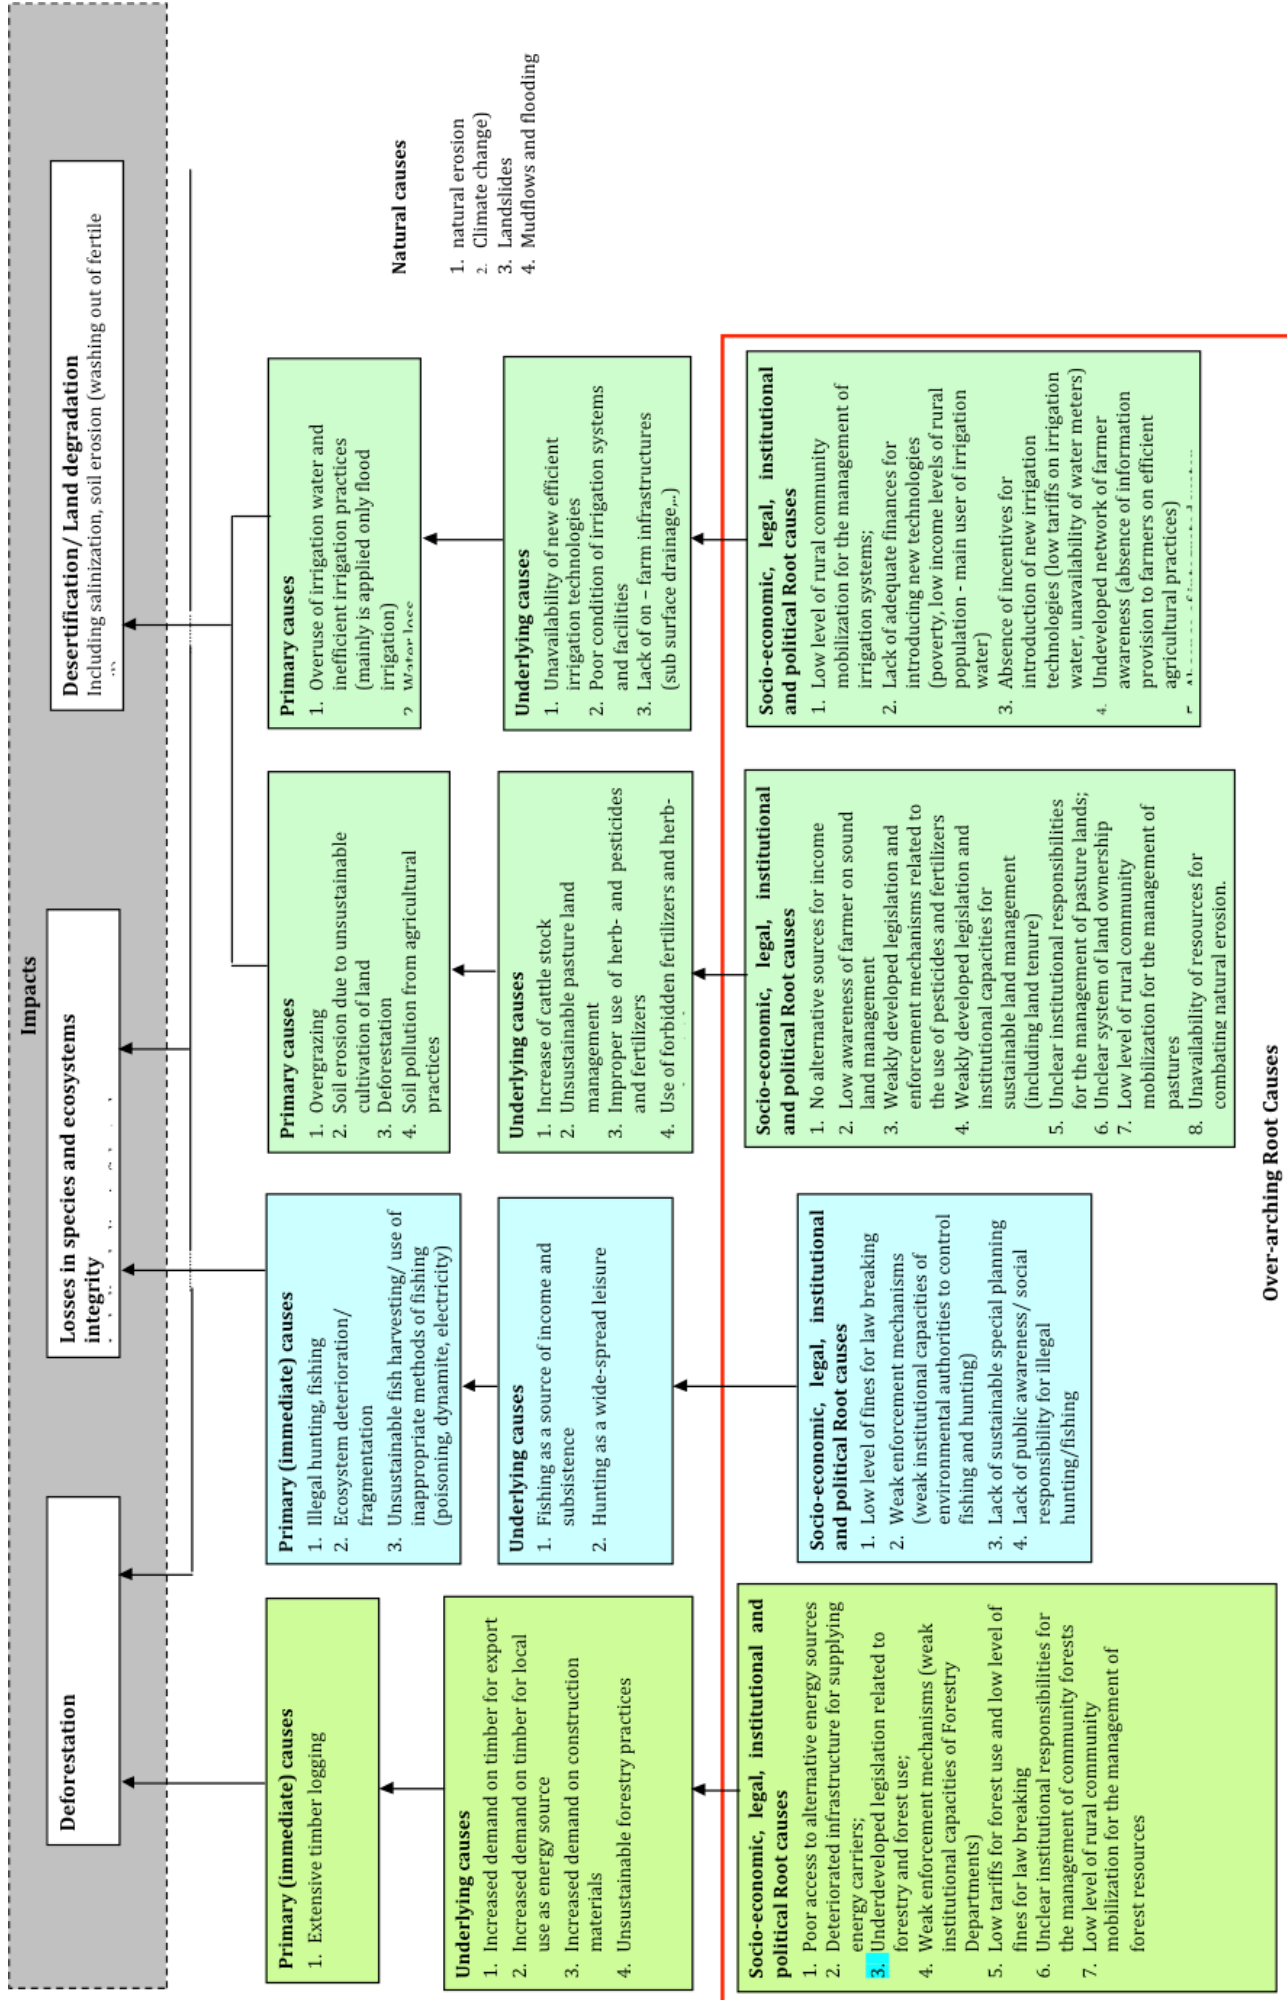 Impacts
Deforestation
Losses in species and ecosystems
integrity
Desertification/ Land degradation
Including salinization, soil erosion (washing out of fertile
Primary (immediate) causes
1. Extensive timber logging
Underlying causes
1. Increased demand on timber for export
2. Increased demand on timber for local
use as energy source
3. Increased demand on construction
materials
4. Unsustainable forestry practices
Socio-economic, legal, institutional and
political Root causes
1. Poor access to alternative energy sources
2. Deteriorated infrastructure for supplying
energy carriers;
3. Underdeveloped legislation related to
forestry and forest use;
4. Weak enforcement mechanisms (weak
institutional capacities of Forestry
Departments)
5. Low tariffs for forest use and low level of
fines for law breaking
6. Unclear institutional responsibilities for
the management of community forests
7. Low level of rural community
mobilization for the management of
forest resources
Primary (immediate) causes
1. Illegal hunting, fishing
2. Ecosystem deterioration/
fragmentation
3. Unsustainable fish harvesting/ use of
inappropriate methods of fishing
(poisoning, dynamite, electricity)
Underlying causes
1. Fishing as a source of income and
subsistence
2. Hunting as a wide-spread leisure
Socio-economic, legal, institutional
and political Root causes
1. Low level of fines for law breaking
2. Weak enforcement mechanisms
(weak institutional capacities of
environmental authorities to control
fishing and hunting)
3. Lack of sustainable special planning
4. Lack of public awareness/ social
responsibility for illegal
hunting/fishing
Primary causes
1. Overgrazing
2. Soil erosion due to unsustainable
cultivation of land
3. Deforestation
4. Soil pollution from agricultural
practices
Underlying causes
1. Increase of cattle stock
2. Unsustainable pasture land
management
3. Improper use of herb- and pesticides
and fertilizers
4. Use of forbidden fertilizers and herb-
Socio-economic, legal, institutional
and political Root causes
1. No alternative sources for income
2. Low awareness of farmer on sound
land management
3. Weakly developed legislation and
enforcement mechanisms related to
the use of pesticides and fertilizers
4. Weakly developed legislation and
institutional capacities for
sustainable land management
(including land tenure)
5. Unclear institutional responsibilities
for the management of pasture lands;
6. Unclear system of land ownership
7. Low level of rural community
mobilization for the management of
pastures
8. Unavailability of resources for
combating natural erosion.
Primary causes
1. Overuse of irrigation water and
inefficient irrigation practices
(mainly is applied only flood
irrigation)
2 Water loss
Underlying causes
1. Unavailability of new efficient
irrigation technologies
2. Poor condition of irrigation systems
and facilities
3. Lack of on – farm infrastructures
(sub surface drainage,..)
Socio-economic, legal, institutional
and political Root causes
1. Low level of rural community
mobilization for the management of
irrigation systems;
2. Lack of adequate finances for
introducing new technologies
(poverty, low income levels of rural
population - main user of irrigation
water)
3. Absence of incentives for
introduction of new irrigation
technologies (low tariffs on irrigation
water, unavailability of water meters)
4. Undeveloped network of farmer
awareness (absence of information
provision to farmers on efficient
agricultural practices)
Natural causes
1. natural erosion
2. Climate change)
3. Landslides
4. Mudflows and flooding
Over-arching Root Causes